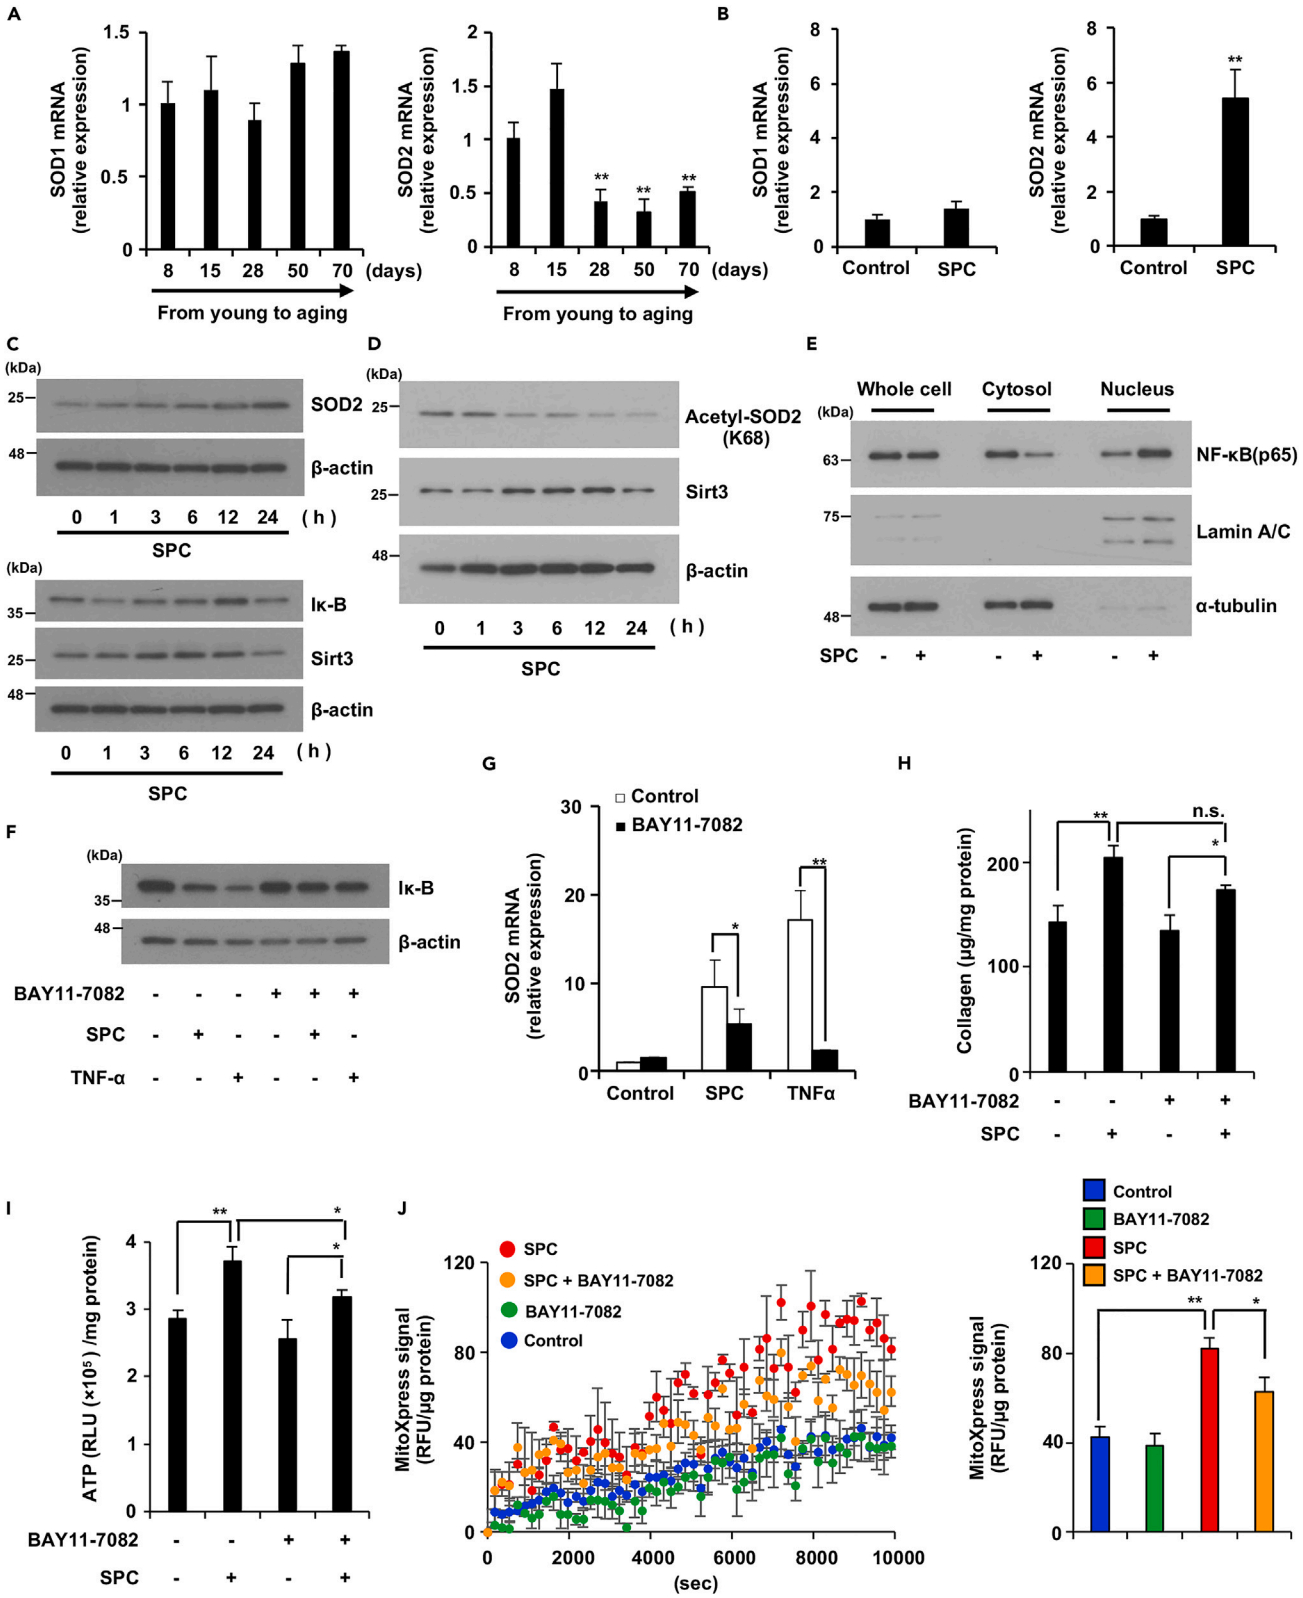 A
SOD1 mRNA
(relative expression)
1.5
1
0.5
0
8 15 28 50 70 (days)
From young to aging
SOD2 mRNA
(relative expression)
2
1.5
1
0.5
0
** ** **
8 15 28 50 70 (days)
From young to aging
B
SOD1 mRNA
(relative expression)
8
6
4
2
0
Control SPC
SOD2 mRNA
(relative expression)
8
6
4
2
0
**
Control SPC
C
(kDa)
25
SOD2
48
β-actin
0 1 3 6 12 24 ( h )
SPC
(kDa)
35
Iκ-B
25
Sirt3
48
β-actin
0 1 3 6 12 24 ( h )
SPC
D
(kDa)
25
Acetyl-SOD2
(K68)
25
Sirt3
48
β-actin
0 1 3 6 12 24 ( h )
SPC
E
Whole cell Cytosol Nucleus
(kDa)
63
NF-κB(p65)
75
Lamin A/C
48
α-tubulin
SPC - + - + - +
F
(kDa)
35
Iκ-B
48
β-actin
BAY11-7082 - - - + + +
SPC - + - - + -
TNF-α - - + - - +
G
Control
BAY11-7082
SOD2 mRNA
(relative expression)
30
20
10
0
*
**
Control SPC TNFα
H
Collagen (µg/mg protein)
200
100
0
**
n.s.
*
BAY11-7082 - - + +
SPC - + - +
I
ATP (RLU (×10⁵ ) /mg protein)
4
3
2
1
0
**
*
*
BAY11-7082 - - + +
SPC - + - +
J
SPC
SPC + BAY11-7082
BAY11-7082
Control
MitoXpress signal
(RFU/µg protein)
120
80
40
0
0 2000 4000 6000 8000 10000
(sec)
Control
BAY11-7082
SPC
SPC + BAY11-7082
MitoXpress signal
(RFU/µg protein)
120
80
40
0
**
*